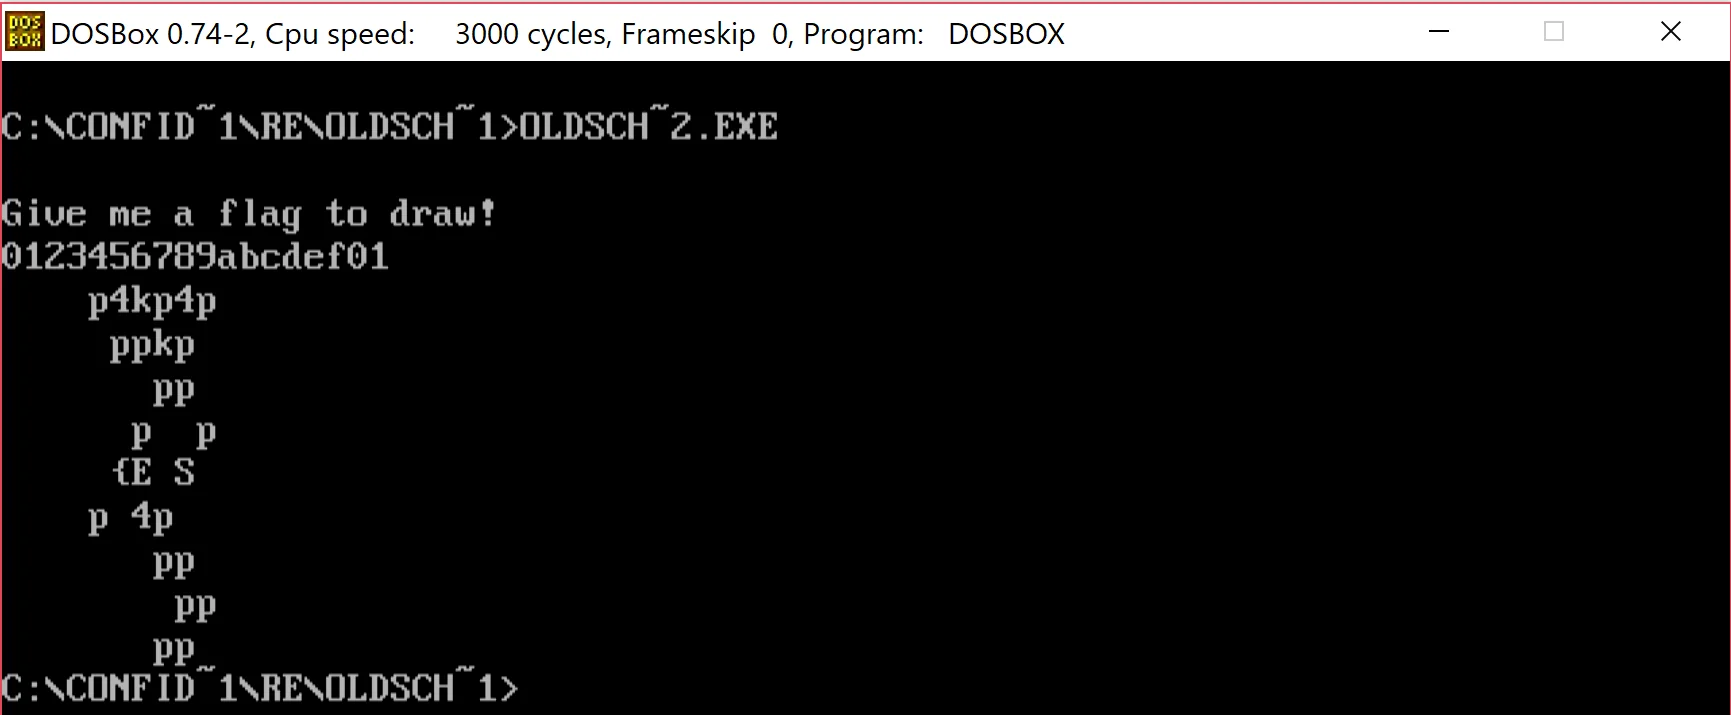 DOS
BOX
DOSBox 0.74-2, Cpu speed:    3000 cycles, Frameskip  0, Program:   DOSBOX
C:\CONFID~1\RE\OLDSCH~1>OLDSCH~2.EXE
Give me a flag to draw!
0123456789abcdef01
    p4kp4p
     ppkp
       pp
      p  p
     {E S
    p 4p
       pp
        pp
       pp
C:\CONFID~1\RE\OLDSCH~1>